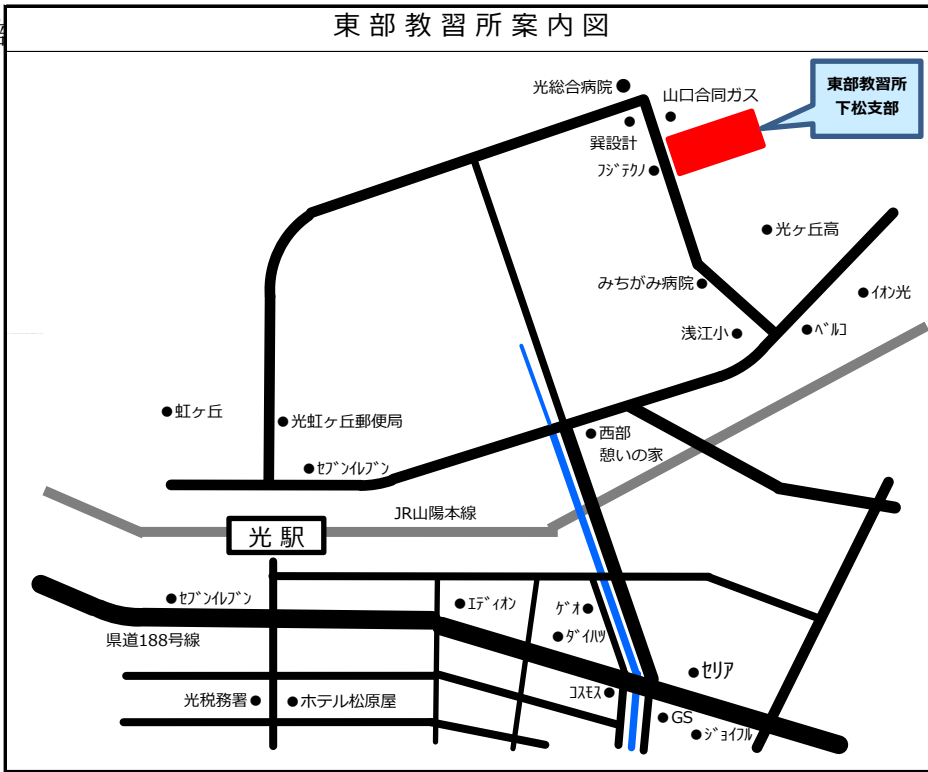 東部教習所案内図
光総合病院
山口合同ガス
東部教習所
下松支部
巽設計
ﾌｼﾞﾃｸﾉ
光ヶ丘高
みちがみ病院
ｲｵﾝ光
浅江小
ﾍﾞﾙｺ
虹ヶ丘
光虹ヶ丘郵便局
西部
憩いの家
ｾﾌﾞﾝｲﾚﾌﾞﾝ
JR山陽本線
光駅
ｾﾌﾞﾝｲﾚﾌﾞﾝ
ｴﾃﾞｨｵﾝ
ｹﾞｵ
県道188号線
ﾀﾞｲﾊﾂ
セリア
光税務署
ホテル松原屋
ｺｽﾓｽ
GS
ｼﾞｮｲﾌﾙ